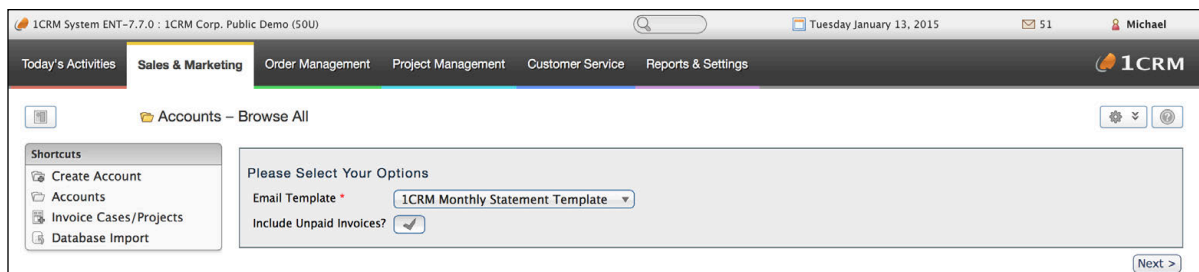 1CRM System ENT-7.7.0 : 1CRM Corp. Public Demo (50U) Tuesday January 13, 2015 51 Michael
Today's Activities Sales & Marketing Order Management Project Management Customer Service Reports & Settings 1CRM
Accounts – Browse All
Shortcuts
Create Account
Accounts
Invoice Cases/Projects
Database Import
Please Select Your Options
Email Template * 1CRM Monthly Statement Template
Include Unpaid Invoices?
Next >